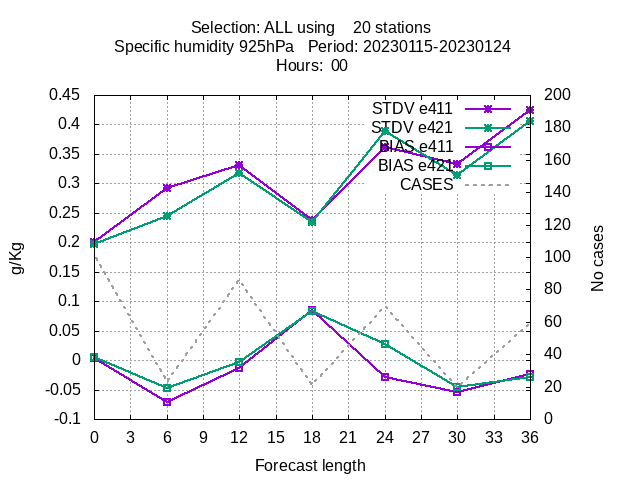 Selection: ALL using    20 stations
Specific humidity 925hPa   Period: 20230115-20230124
Hours:  00
0.45
0.4
0.35
0.3
0.25
0.2
0.15
0.1
0.05
0
-0.05
-0.1
g/Kg
STDV e411
STDV e421
BIAS e411
BIAS e421
CASES
200
180
160
140
120
100
80
60
40
20
0
No cases
0 3 6 9 12 15 18 21 24 27 30 33 36
Forecast length